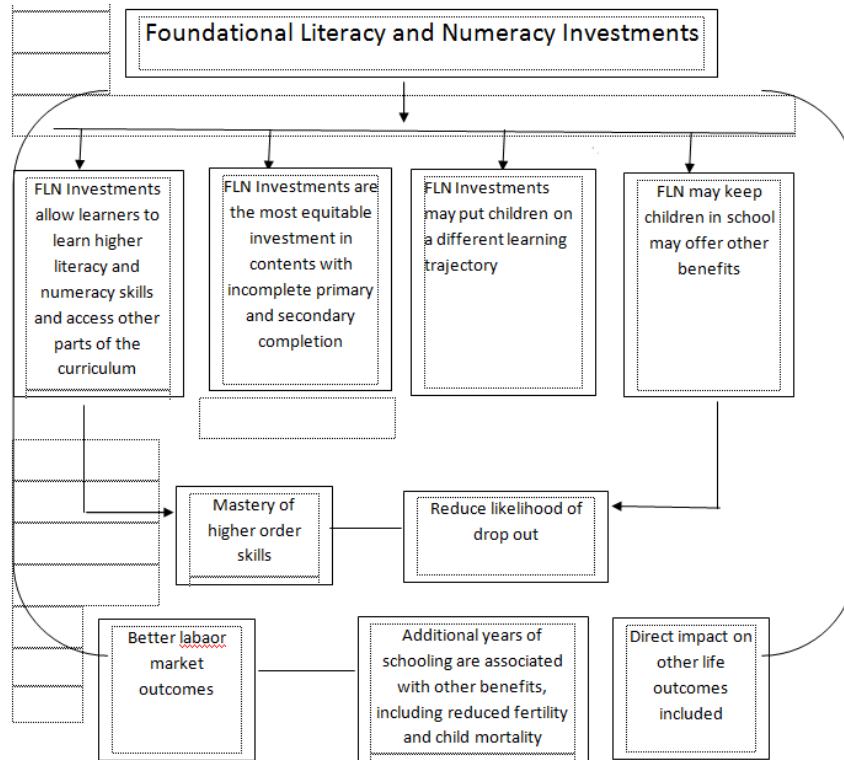 Foundational Literacy and Numeracy Investments
FLN Investments
allow learners to
learn higher
literacy and
numeracy skills
and access other
parts of the
curriculum
FLN Investments are
the most equitable
investment in
contents with
incomplete primary
and secondary
completion
FLN Investments
may put children on
a different learning
trajectory
FLN may keep
children in school
may offer other
benefits
Mastery of
higher order
skills
Reduce likelihood of
drop out
Better labaor
market
outcomes
Additional years of
schooling are associated
with other benefits,
including reduced fertility
and child mortality
Direct impact on
other life
outcomes
included